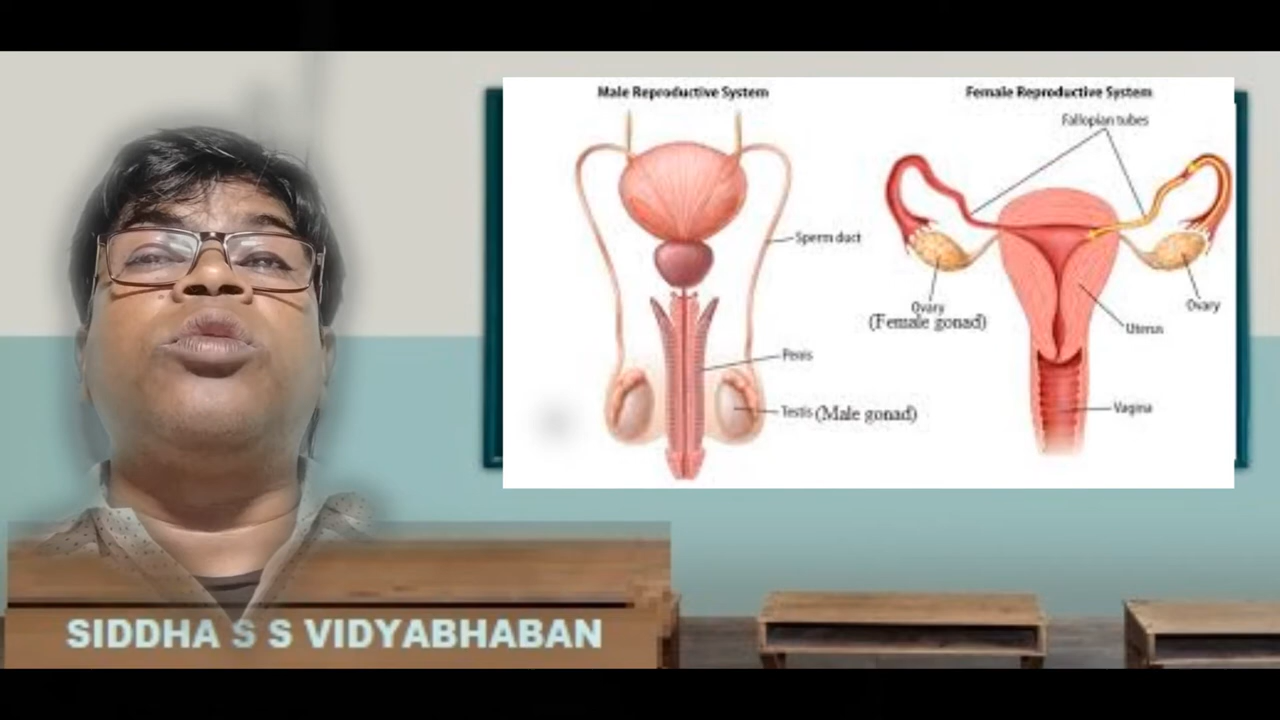 Male Reproductive System
Sperm duct
Penis
Testis (Male gonad)
Female Reproductive System
Fallopian tubes
Ovary
(Female gonad)
Ovary
Uterus
Vagina
SIDDHA S S VIDYABHABAN